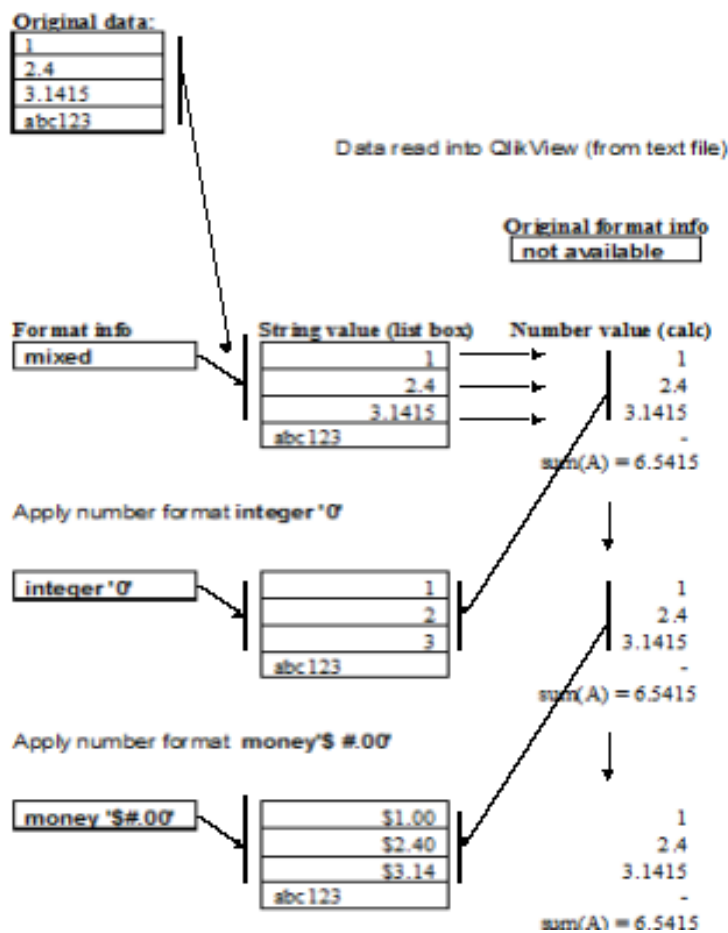 Original data:
1
2.4
3.1415
abc123
Data read into QlikView (from text file)
Original format info
not available
Format info String value (list box) Number value (calc)
mixed 1 1
2.4 2.4
3.1415 3.1415
abc123 -
sum(A) = 6.5415
Apply number format integer '0'
integer '0' 1 1
2 2.4
3 3.1415
abc123 -
sum(A) = 6.5415
Apply number format money'$ #.00'
money '$#.00' $1.00 1
$2.40 2.4
$3.14 3.1415
abc123 -
sum(A) = 6.5415